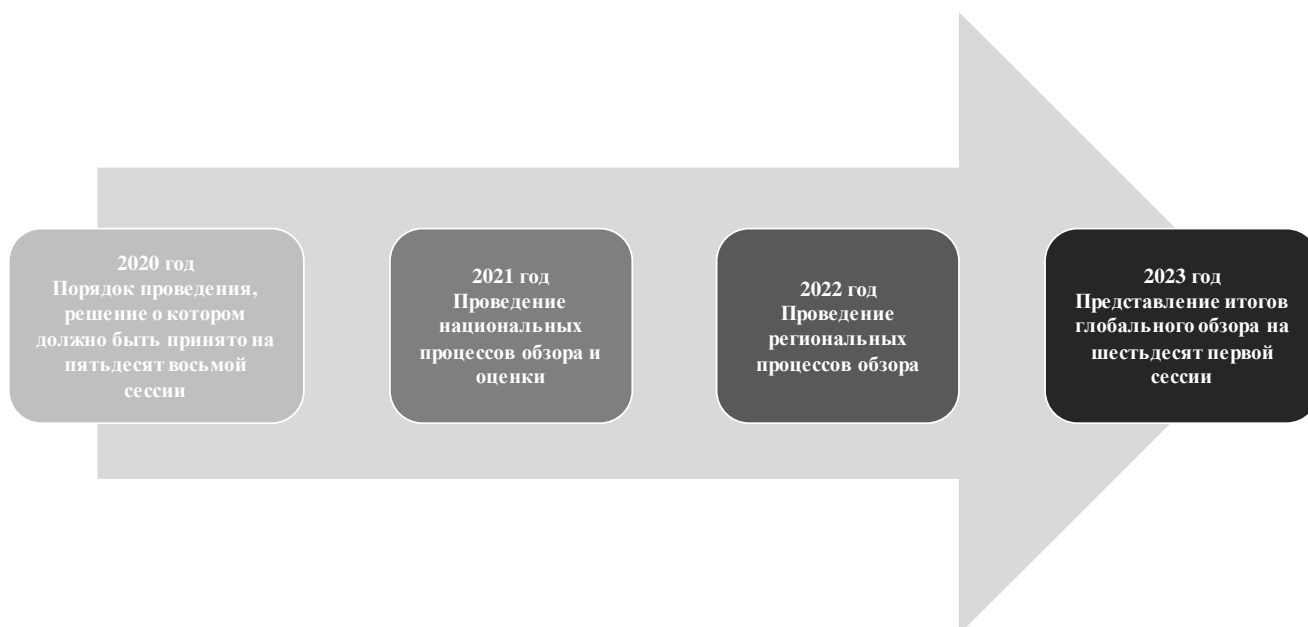 2020 год
Порядок проведения,
решение о котором
должно быть принято на
пятьдесят восьмой
сессии
2021 год
Проведение
национальных
процессов обзора и
оценки
2022 год
Проведение
региональных
процессов обзора
2023 год
Представление итогов
глобального обзора на
шестьдесят первой
сессии